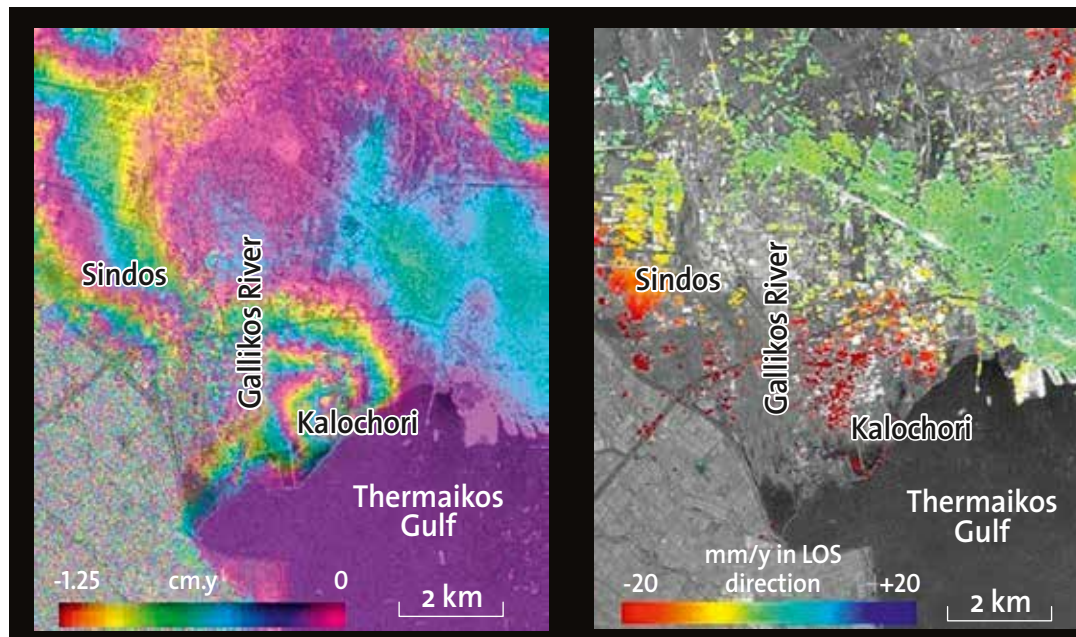 Sindos
Gallikos River
Kalochori
Thermaikos
Gulf
-1.25 cm.y 0
2 km
Sindos
Gallikos River
Kalochori
Thermaikos
Gulf
mm/y in LOS
direction
-20 +20
2 km